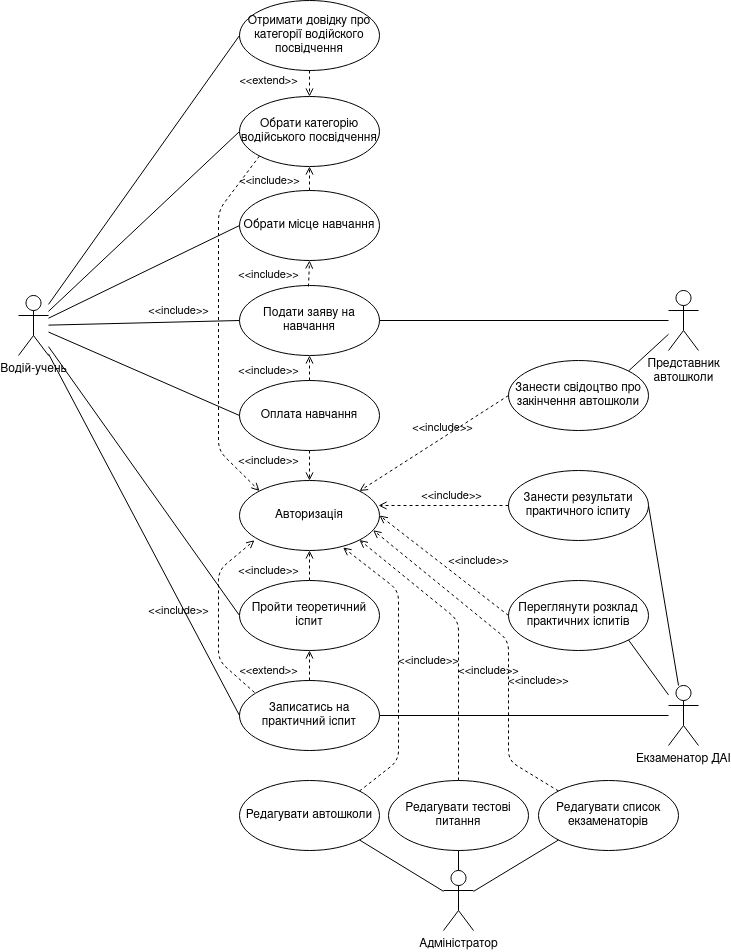 Отримати довідку про
категорії водійского
посвідчення
<<extend>>
Обрати категорію
водійського посвідчення
<<include>>
Обрати місце навчання
<<include>>
<<include>>
Подати заяву на
навчання
Водій-учень
Представник
автошколи
<<include>>
Занести свідоцтво про
закінчення автошколи
Оплата навчання
<<include>>
<<include>>
Авторизація
<<include>>
Занести результати
практичного іспиту
<<include>>
<<include>>
Пройти теоретичний
іспит
<<include>>
Переглянути розклад
практичних іспитів
<<extend>>
<<include>>
<<include>>
<<include>>
Записатись на
практичний іспит
Екзаменатор ДАІ
Редагувати автошколи
Редагувати тестові
питання
Редагувати список
екзаменаторів
Адміністратор